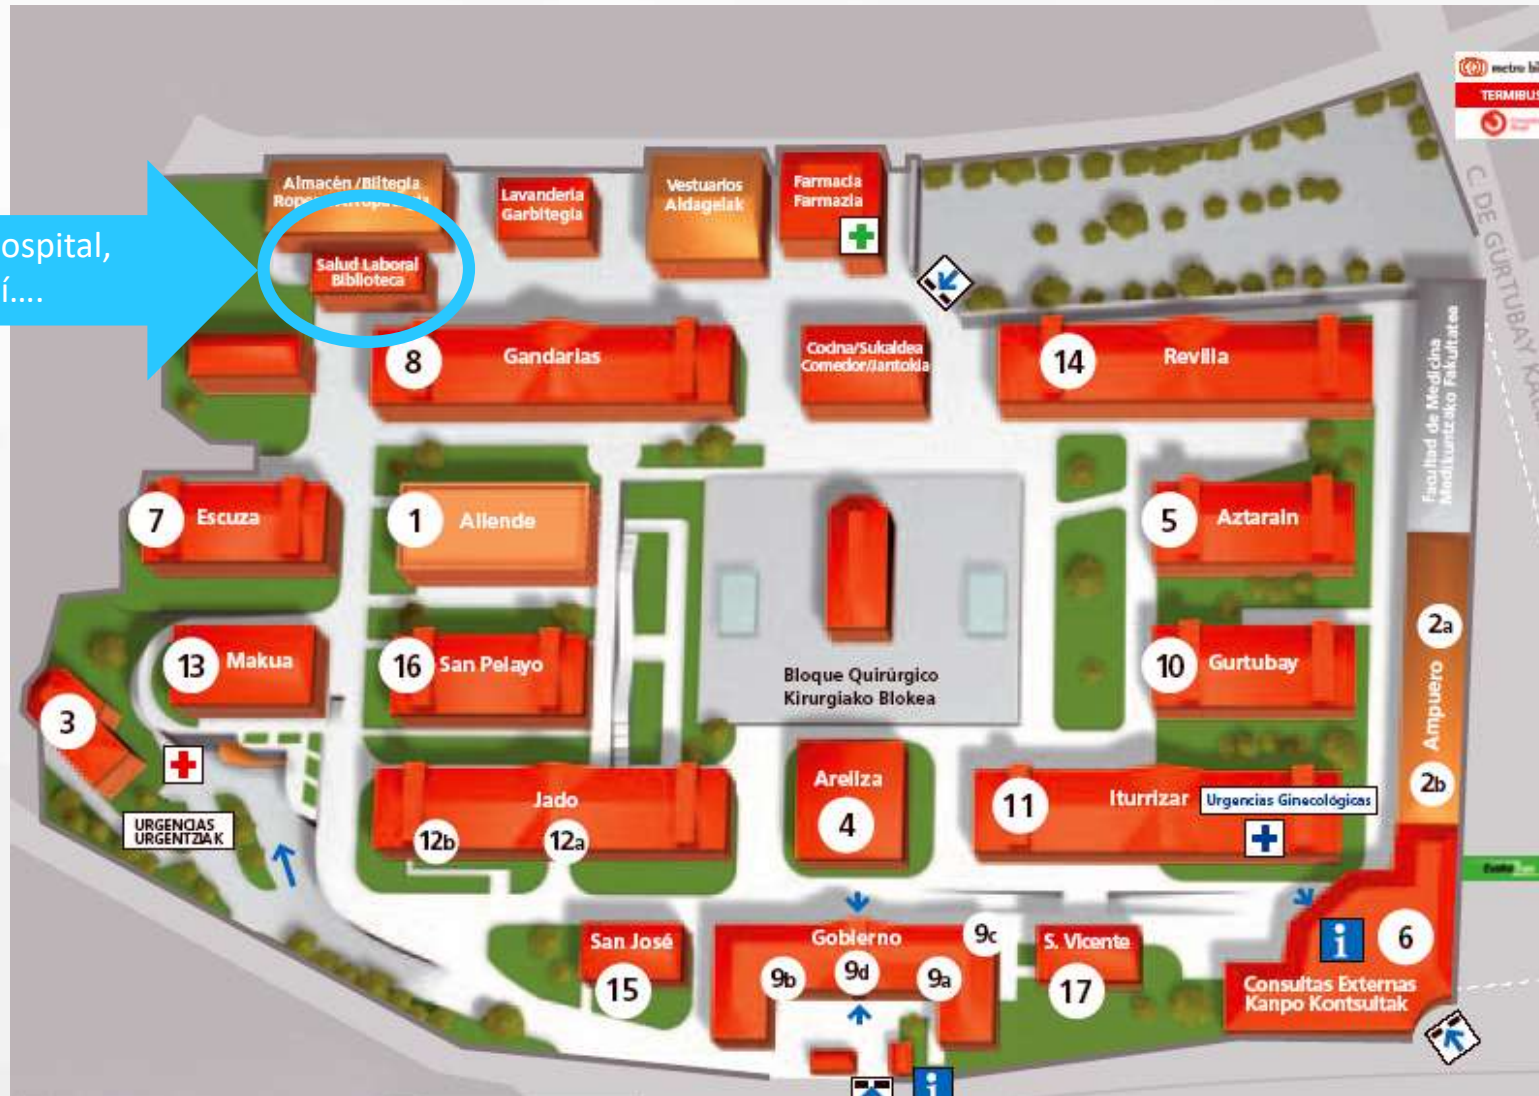 metro bi
TERMIBUS
C. DE GURTUBAY K
Almacén / Biltegia
Lavandería
Garbitegia
Vestuarios
Aldagelak
Farmacia
Farmazia
ospital,
í....
Salud Laboral
Biblioteca
8 Gandarias
Cocina/Sukaldea
Comedor/Jantokia
14 Revilla
Facultad de Medicina
Medikuntzako Fakultatea
7 Escuza
1 Allende
5 Aztarain
13 Makua
16 San Pelayo
10 Gurtubay
2a
Ampuero
2b
Bloque Quirúrgico
Kirurgiako Blokea
3
URGENCIAS
URGENTZIAK
Jado
12b 12a
Areilza
4
11 Iturrizar
Urgencias Ginecológicas
San José
15
Gobierno
9c
9b 9d 9a
S. Vicente
17
i 6
Consultas Externas
Kanpo Kontsultak
i